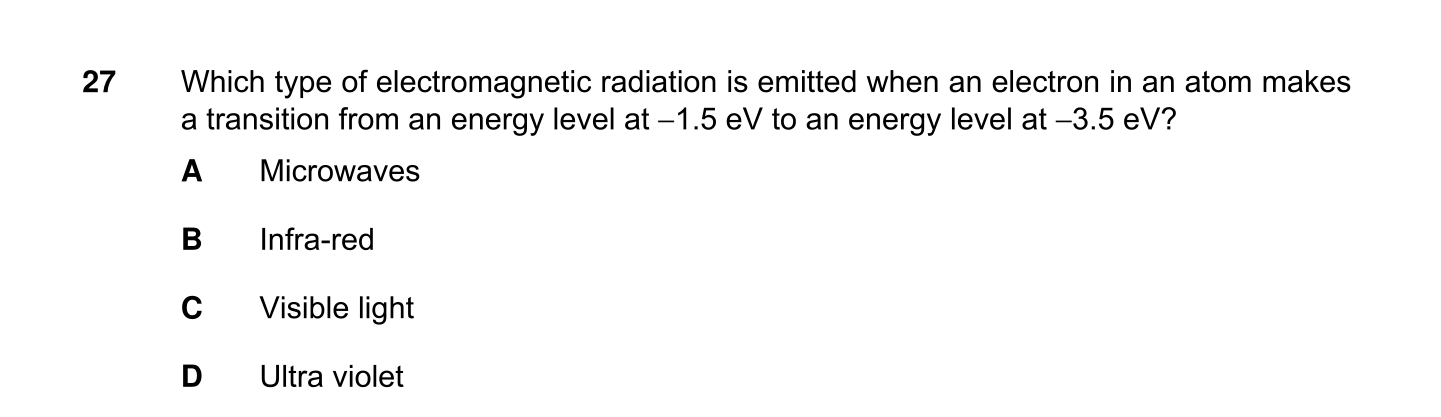 27 Which type of electromagnetic radiation is emitted when an electron in an atom makes
a transition from an energy level at –1.5 eV to an energy level at –3.5 eV?
A Microwaves
B Infra-red
C Visible light
D Ultra violet